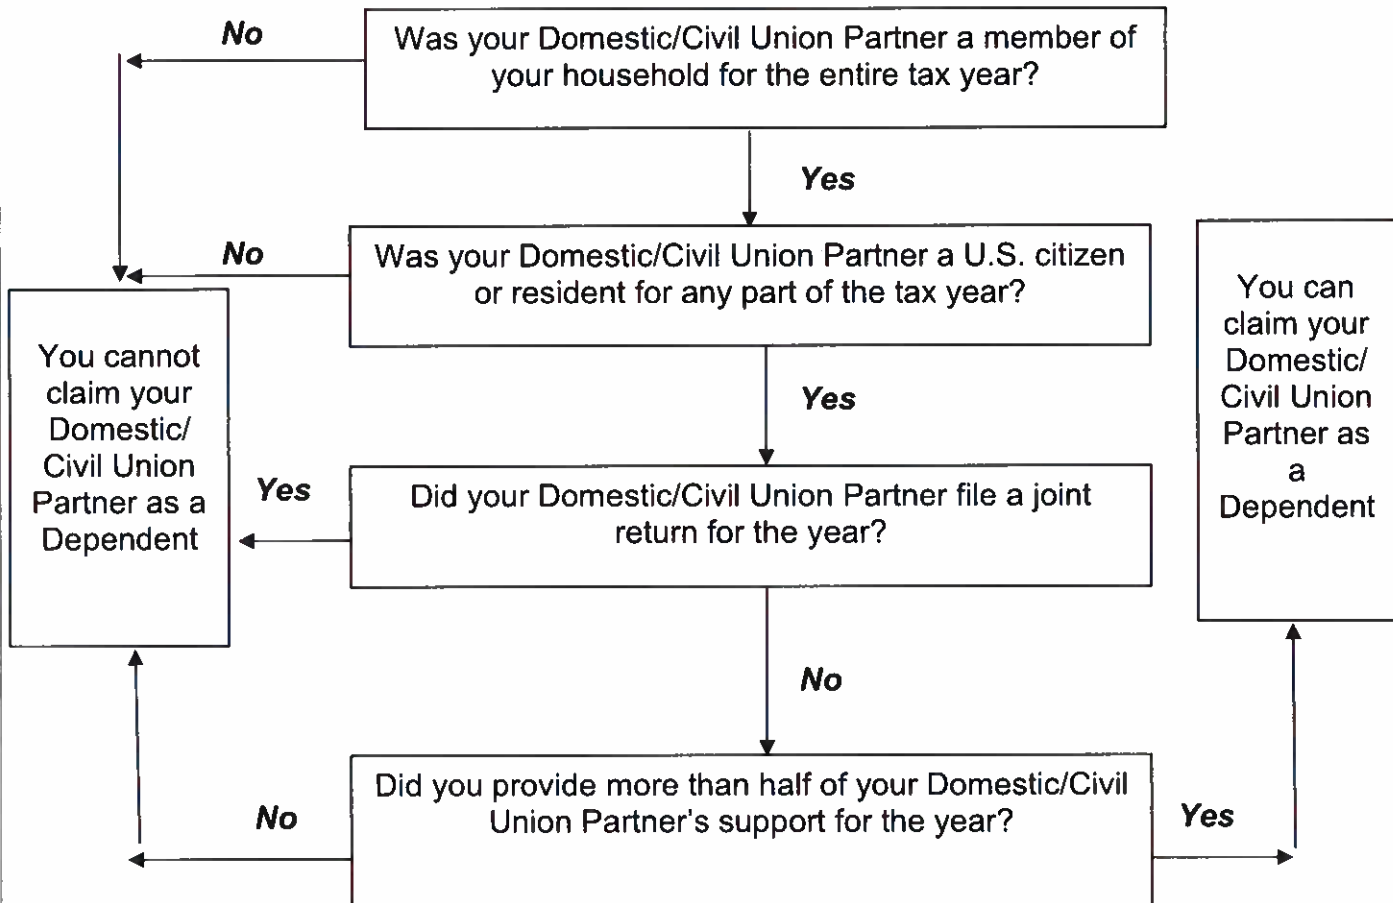 No
Was your Domestic/Civil Union Partner a member of
your household for the entire tax year?
Yes
No
Was your Domestic/Civil Union Partner a U.S. citizen
or resident for any part of the tax year?
You can
claim your
Domestic/
Civil Union
Partner as
a
Dependent
You cannot
claim your
Domestic/
Civil Union
Partner as a
Dependent
Yes
Yes
Did your Domestic/Civil Union Partner file a joint
return for the year?
No
Did you provide more than half of your Domestic/Civil
Union Partner's support for the year?
No
Yes